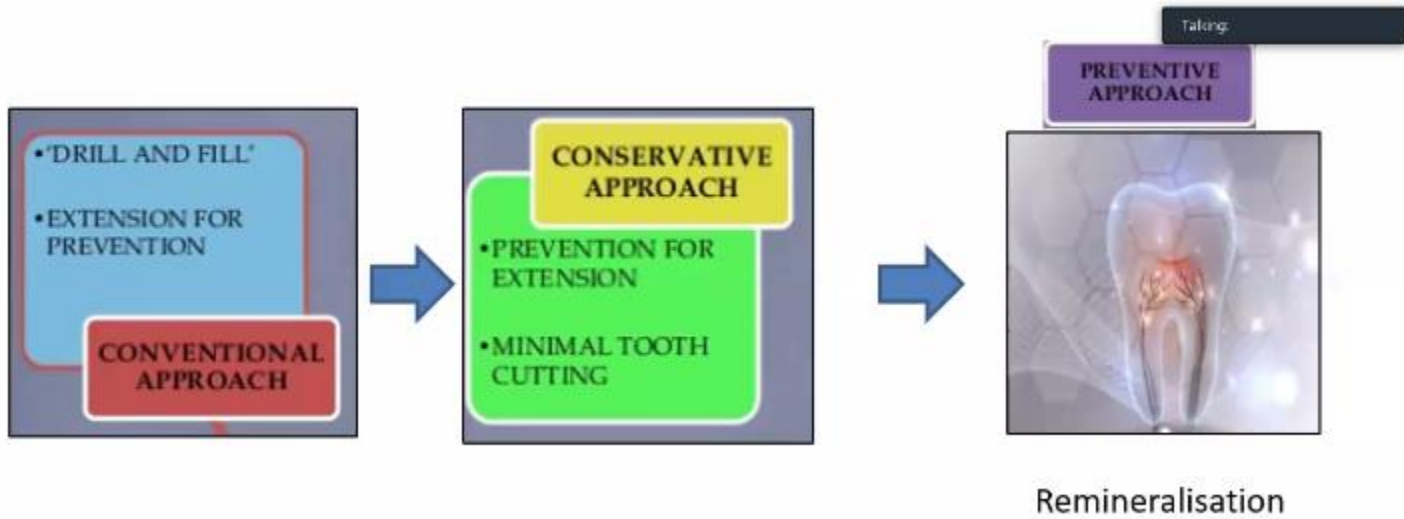 Talking:
•"DRILL AND FILL"
•EXTENSION FOR
PREVENTION
CONVENTIONAL
APPROACH
CONSERVATIVE
APPROACH
•PREVENTION FOR
EXTENSION
•MINIMAL TOOTH
CUTTING
PREVENTIVE
APPROACH
Remineralisation